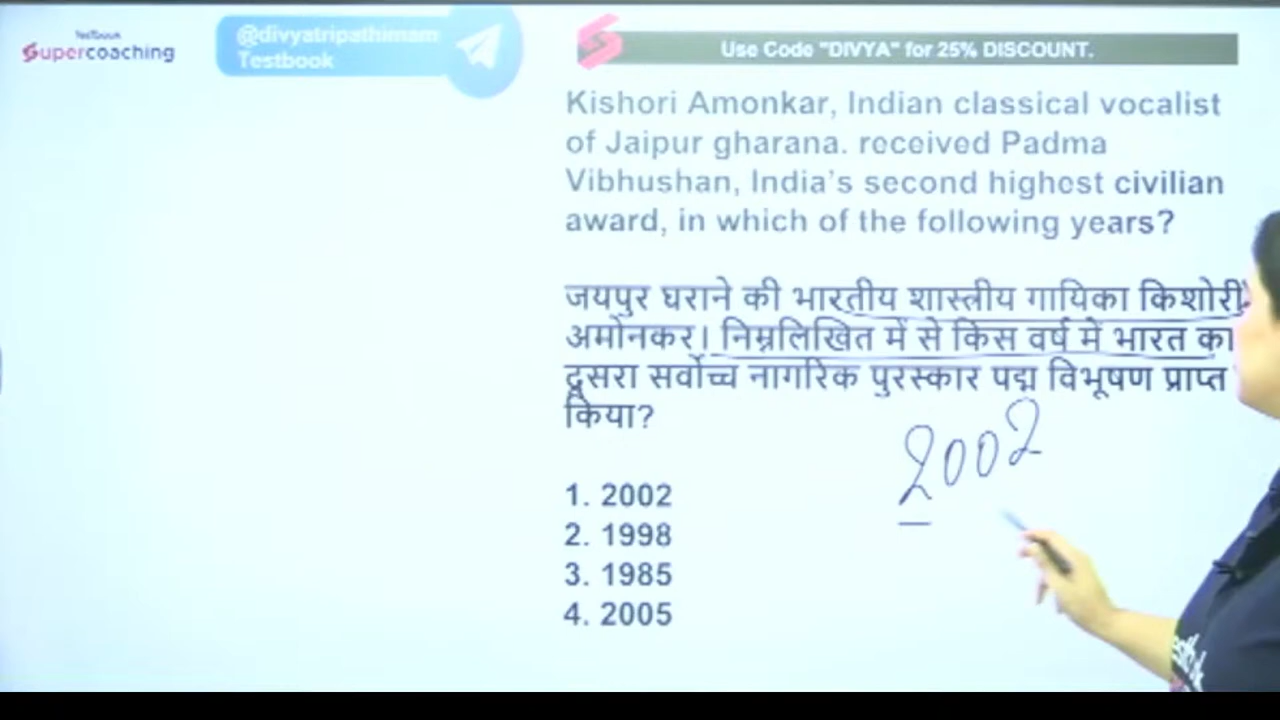 Testbook
Supercoaching
@divyatripathimam
Testbook
Use Code "DIVYA" for 25% DISCOUNT.
Kishori Amonkar, Indian classical vocalist
of Jaipur gharana. received Padma
Vibhushan, India's second highest civilian
award, in which of the following years?
जयपुर घराने की भारतीय शास्त्रीय गायिका किशोरी
अमोनकर। निम्नलिखित में से किस वर्ष में भारत का
दूसरा सर्वोच्च नागरिक पुरस्कार पद्म विभूषण प्राप्त
किया?
2002
1. 2002
2. 1998
3. 1985
4. 2005